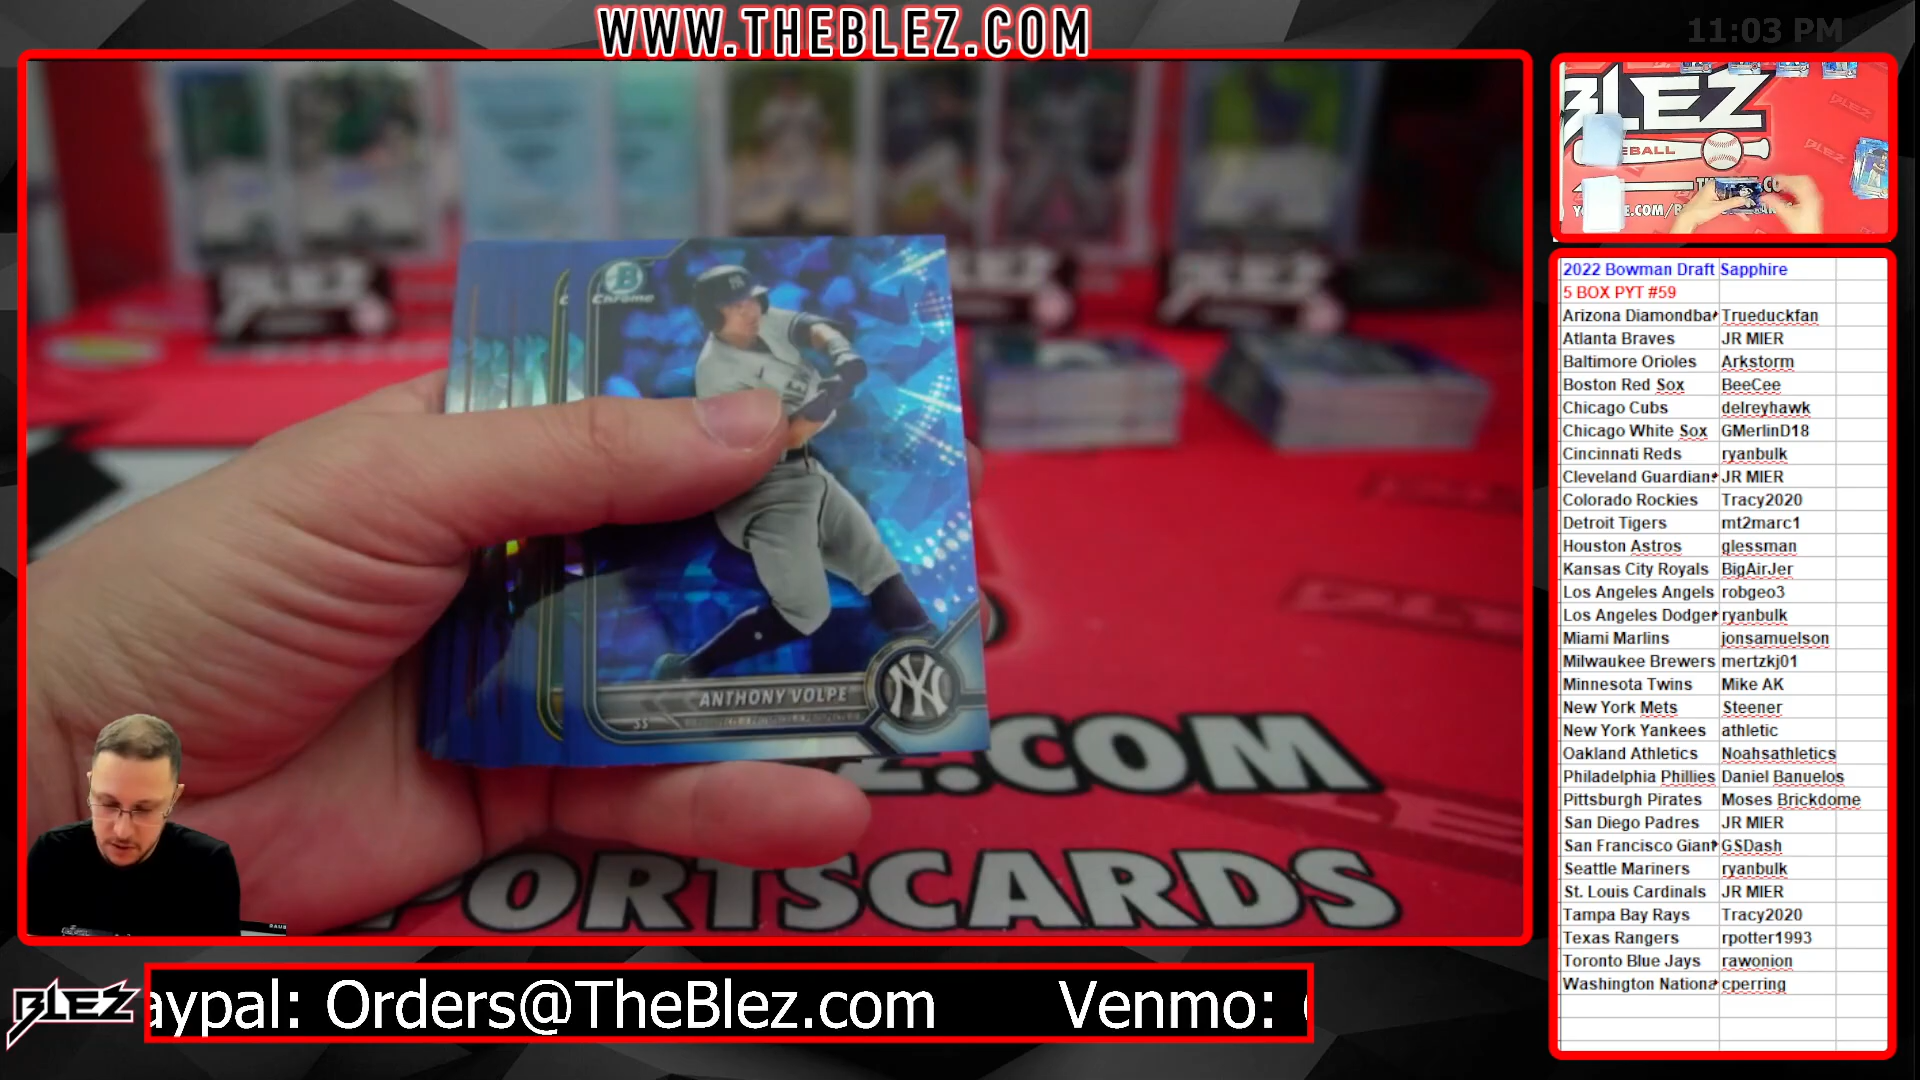 WWW.THEBLEZ.COM
11:03 PM
BLEZ
BALL
E.COM/B
BLEZ
B
Chrome
ANTHONY VOLPE
SS
NY
Z.COM
PORTSCARDS
2022 Bowman Draft Sapphire
5 BOX PYT #59
Arizona Diamondba Trueduckfan
Atlanta Braves JR MIER
Baltimore Orioles Arkstorm
Boston Red Sox BeeCee
Chicago Cubs delreyhawk
Chicago White Sox GMerlinD18
Cincinnati Reds ryanbulk
Cleveland Guardian JR MIER
Colorado Rockies Tracy2020
Detroit Tigers mt2marc1
Houston Astros glessman
Kansas City Royals BigAirJer
Los Angeles Angels robgeo3
Los Angeles Dodger ryanbulk
Miami Marlins jonsamuelson
Milwaukee Brewers mertzkj01
Minnesota Twins Mike AK
New York Mets Steener
New York Yankees athletic
Oakland Athletics Noahsathletics
Philadelphia Phillies Daniel Banuelos
Pittsburgh Pirates Moses Brickdome
San Diego Padres JR MIER
San Francisco Giant GSDash
Seattle Mariners ryanbulk
St. Louis Cardinals JR MIER
Tampa Bay Rays Tracy2020
Texas Rangers rpotter1993
Toronto Blue Jays rawonion
Washington Nationa cperring
BLEZ
aypal: Orders@TheBlez.com Venmo: